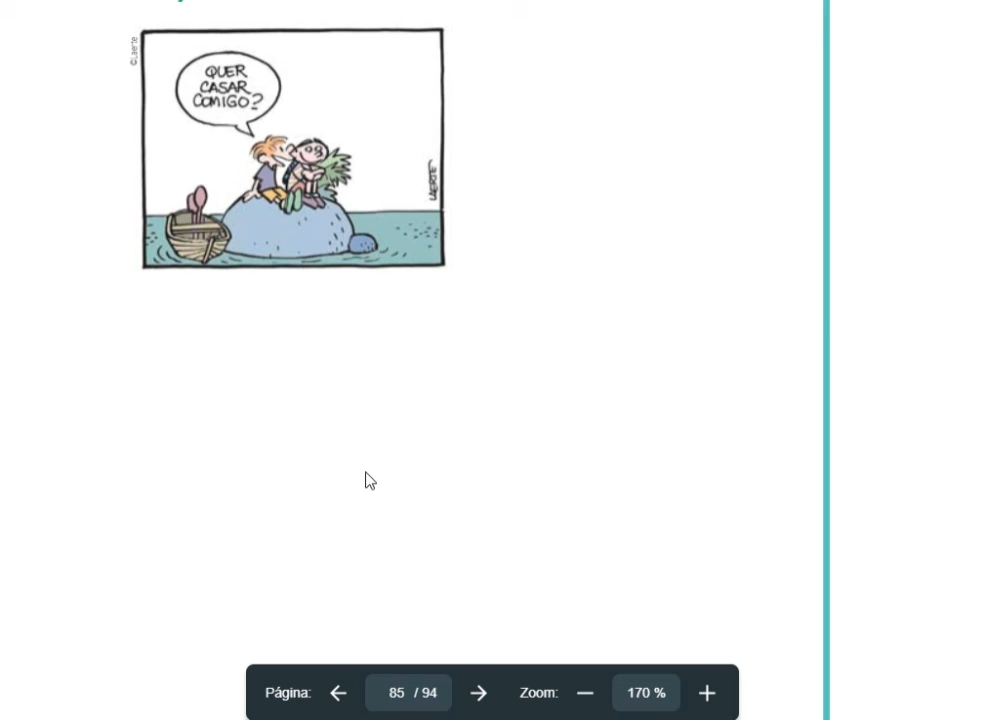 ©Laerte
QUER
CASAR
COMIGO?
LAERTE
Página:
85 / 94
Zoom:
170 %